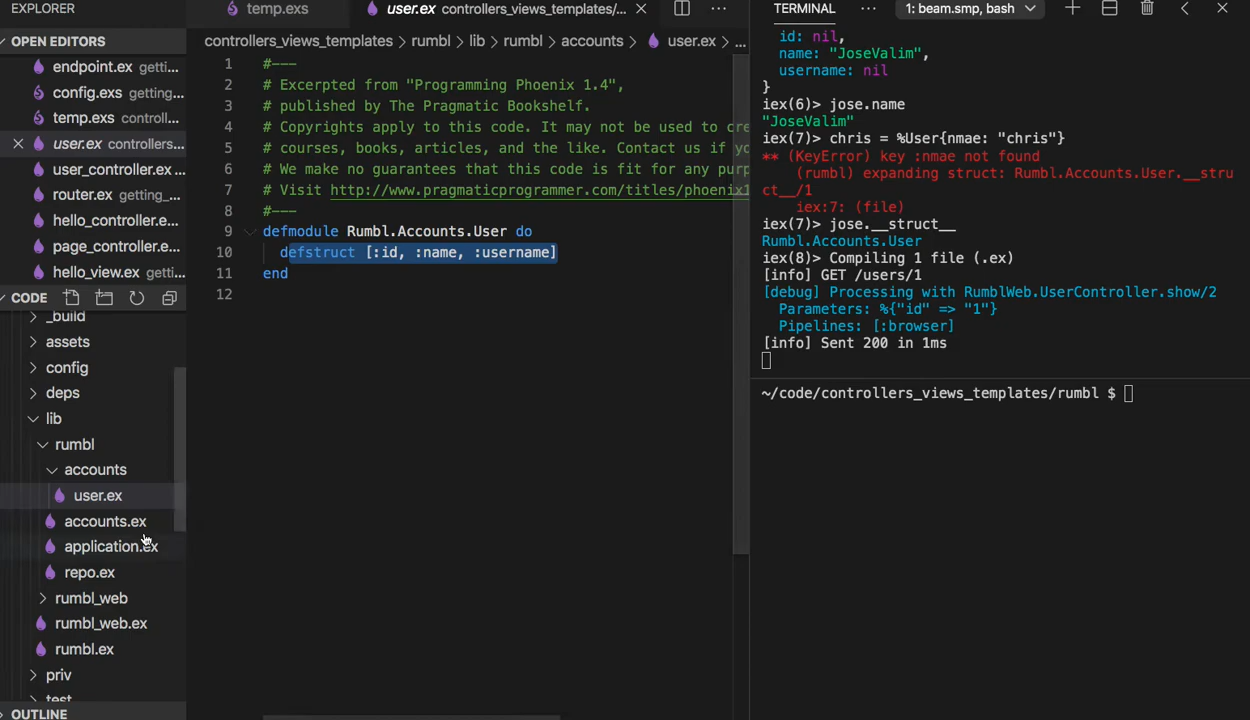 EXPLORER
OPEN EDITORS
endpoint.ex getti...
config.exs getting...
temp.exs controll...
user.ex controllers...
user_controller.ex ...
router.ex getting_...
hello_controller.e...
page_controller.e...
hello_view.ex getti...
CODE
_build
assets
config
deps
lib
rumbl
accounts
user.ex
accounts.ex
application.ex
repo.ex
rumbl_web
rumbl_web.ex
rumbl.ex
priv
test
OUTLINE
temp.exs
user.ex controllers_views_templates/...
controllers_views_templates > rumbl > lib > rumbl > accounts > user.ex > ...
1 #---
2 # Excerpted from "Programming Phoenix 1.4",
3 # published by The Pragmatic Bookshelf.
4 # Copyrights apply to this code. It may not be used to cre
5 # courses, books, articles, and the like. Contact us if yo
6 # We make no guarantees that this code is fit for any purp
7 # Visit http://www.pragmaticprogrammer.com/titles/phoenix1
8 #---
9 defmodule Rumbl.Accounts.User do
10 defstruct [:id, :name, :username]
11 end
12
TERMINAL ... 1: beam.smp, bash
id: nil,
name: "JoseValim",
username: nil
}
iex(6)> jose.name
"JoseValim"
iex(7)> chris = %User{nmae: "chris"}
** (KeyError) key :nmae not found
(rumbl) expanding struct: Rumbl.Accounts.User.__stru
ct__/1
iex:7: (file)
iex(7)> jose.__struct__
Rumbl.Accounts.User
iex(8)> Compiling 1 file (.ex)
[info] GET /users/1
[debug] Processing with RumblWeb.UserController.show/2
Parameters: %{"id" => "1"}
Pipelines: [:browser]
[info] Sent 200 in 1ms
~/code/controllers_views_templates/rumbl $